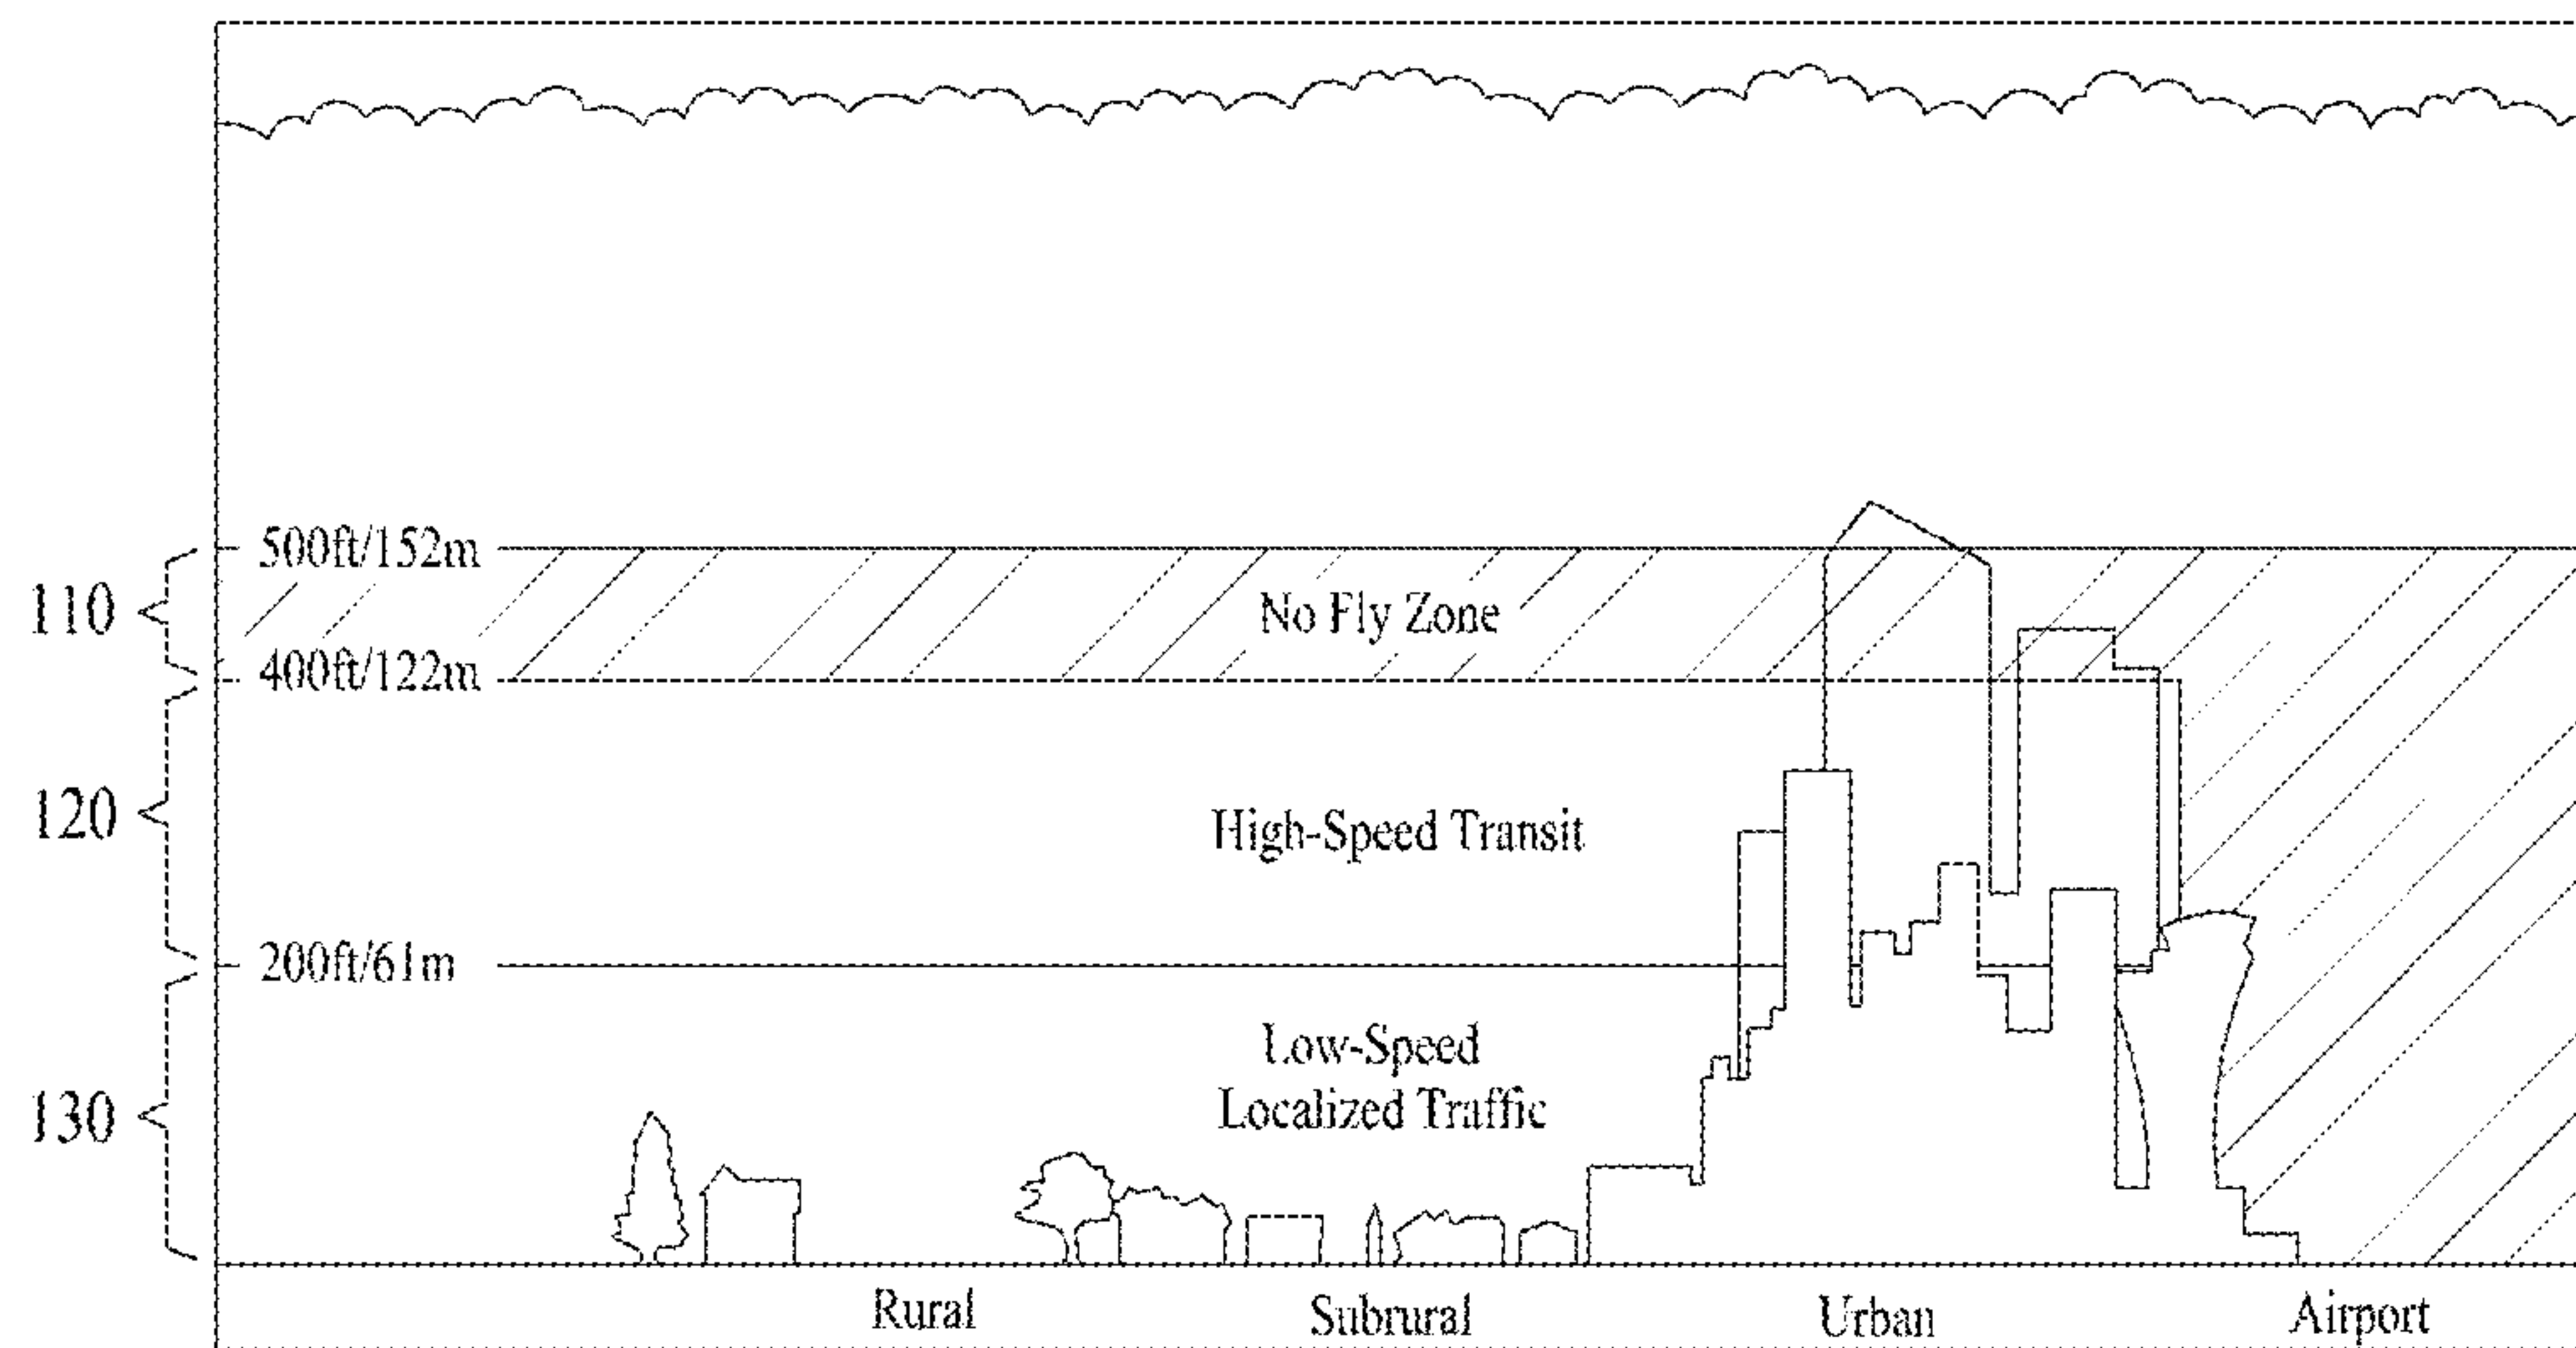 500ft/152m
110
No Fly Zone
400ft/122m
120
High-Speed Transit
200ft/61m
Low-Speed
130
Localized Traffic
Rural
Subrural
Urban
Airport